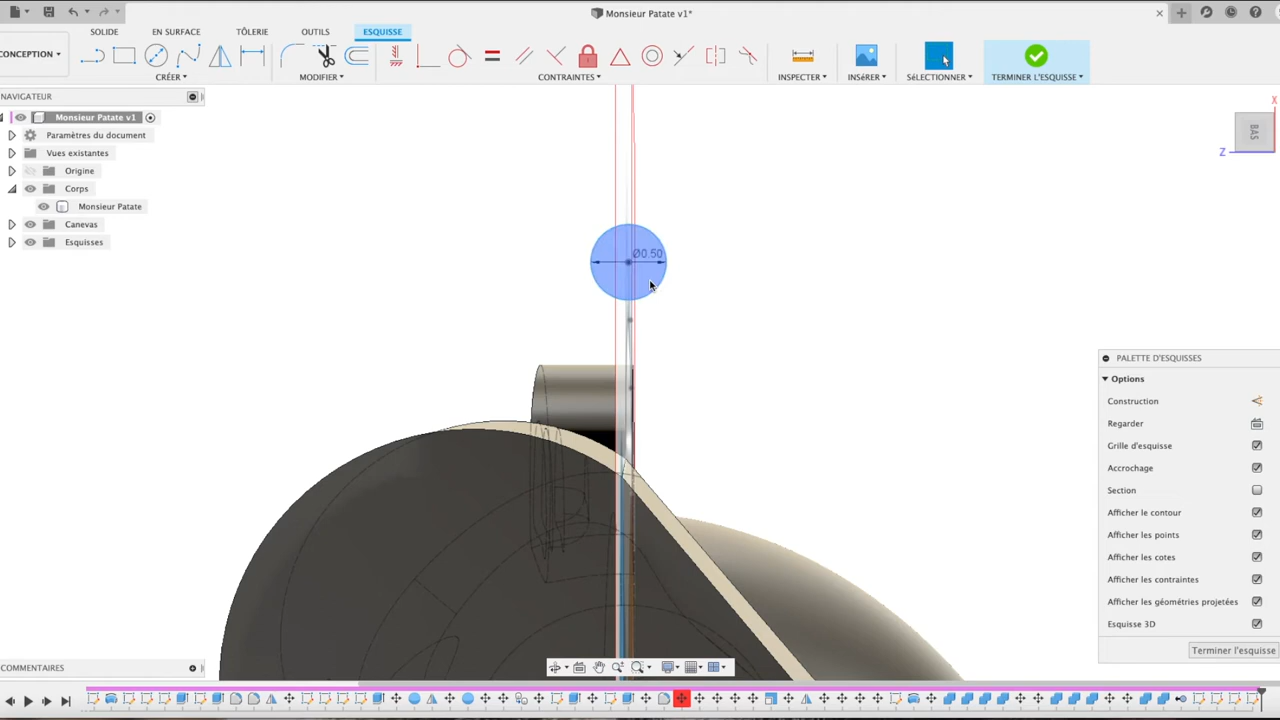 Monsieur Patate v1*
SOLIDE
EN SURFACE
TÔLERIE
OUTILS
ESQUISSE
CONCEPTION
CRÉER
MODIFIER
CONTRAINTES
INSPECTER
INSÉRER
SÉLECTIONNER
TERMINER L'ESQUISSE
NAVIGATEUR
Monsieur Patate v1
Paramètres du document
Vues existantes
Origine
Corps
Monsieur Patate
Canevas
Esquisses
X
BAS
Z
Ø0.50
PALETTE D'ESQUISSES
Options
Construction
Regarder
Grille d'esquisse
Accrochage
Section
Afficher le contour
Afficher les points
Afficher les cotes
Afficher les contraintes
Afficher les géométries projetées
Esquisse 3D
Terminer l'esquisse
COMMENTAIRES